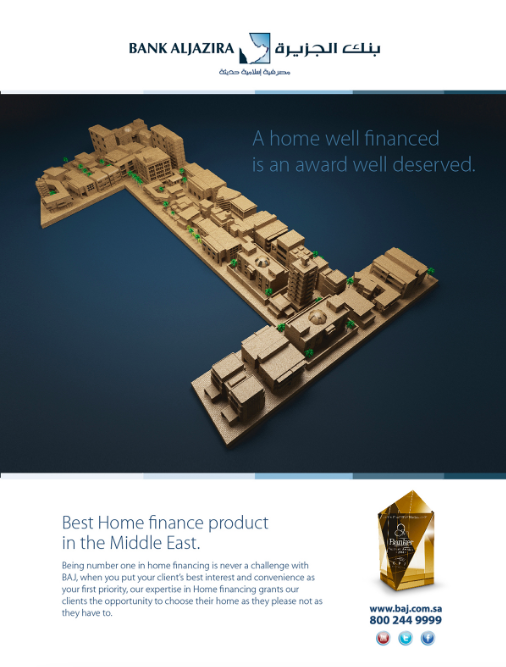 BANK ALJAZIRA بنك الجزيرة
مصرفية إسلامية حديثة
A home well financed
is an award well deserved.
Best Home finance product
in the Middle East.
Being number one in home financing is never a challenge with
BAJ, when you put your client's best interest and convenience as
your first priority, our expertise in Home financing grants our
clients the opportunity to choose their home as they please not as
they have to.
Banker
www.baj.com.sa
800 244 9999